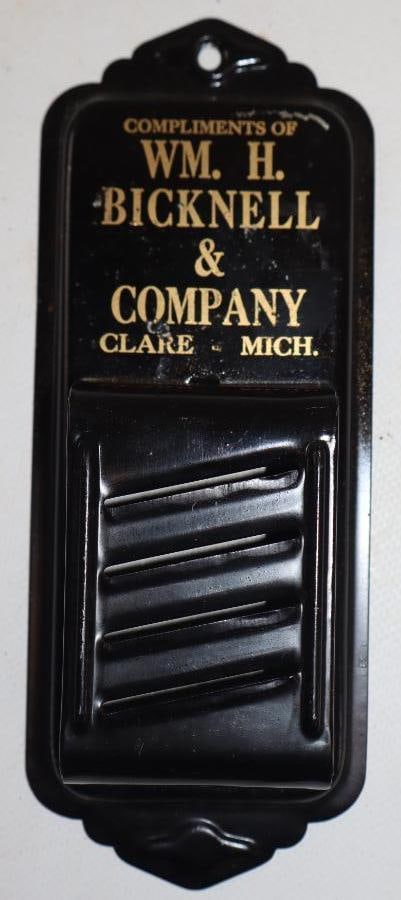 COMPLIMENTS OF
WM. H.
BICKNELL
&
COMPANY
CLARE - MICH.